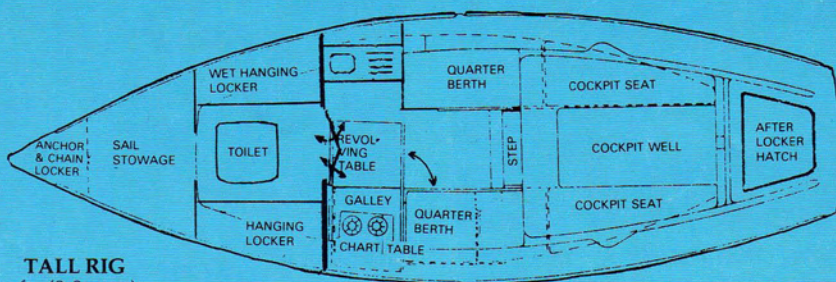 WET HANGING
LOCKER
QUARTER
BERTH
COCKPIT SEAT
ANCHOR
& CHAIN
LOCKER
SAIL
STOWAGE
TOILET
REVOL-
VING
TABLE
STEP
COCKPIT WELL
AFTER
LOCKER
HATCH
GALLEY
HANGING
LOCKER
CHART TABLE
QUARTER
BERTH
COCKPIT SEAT
TALL RIG